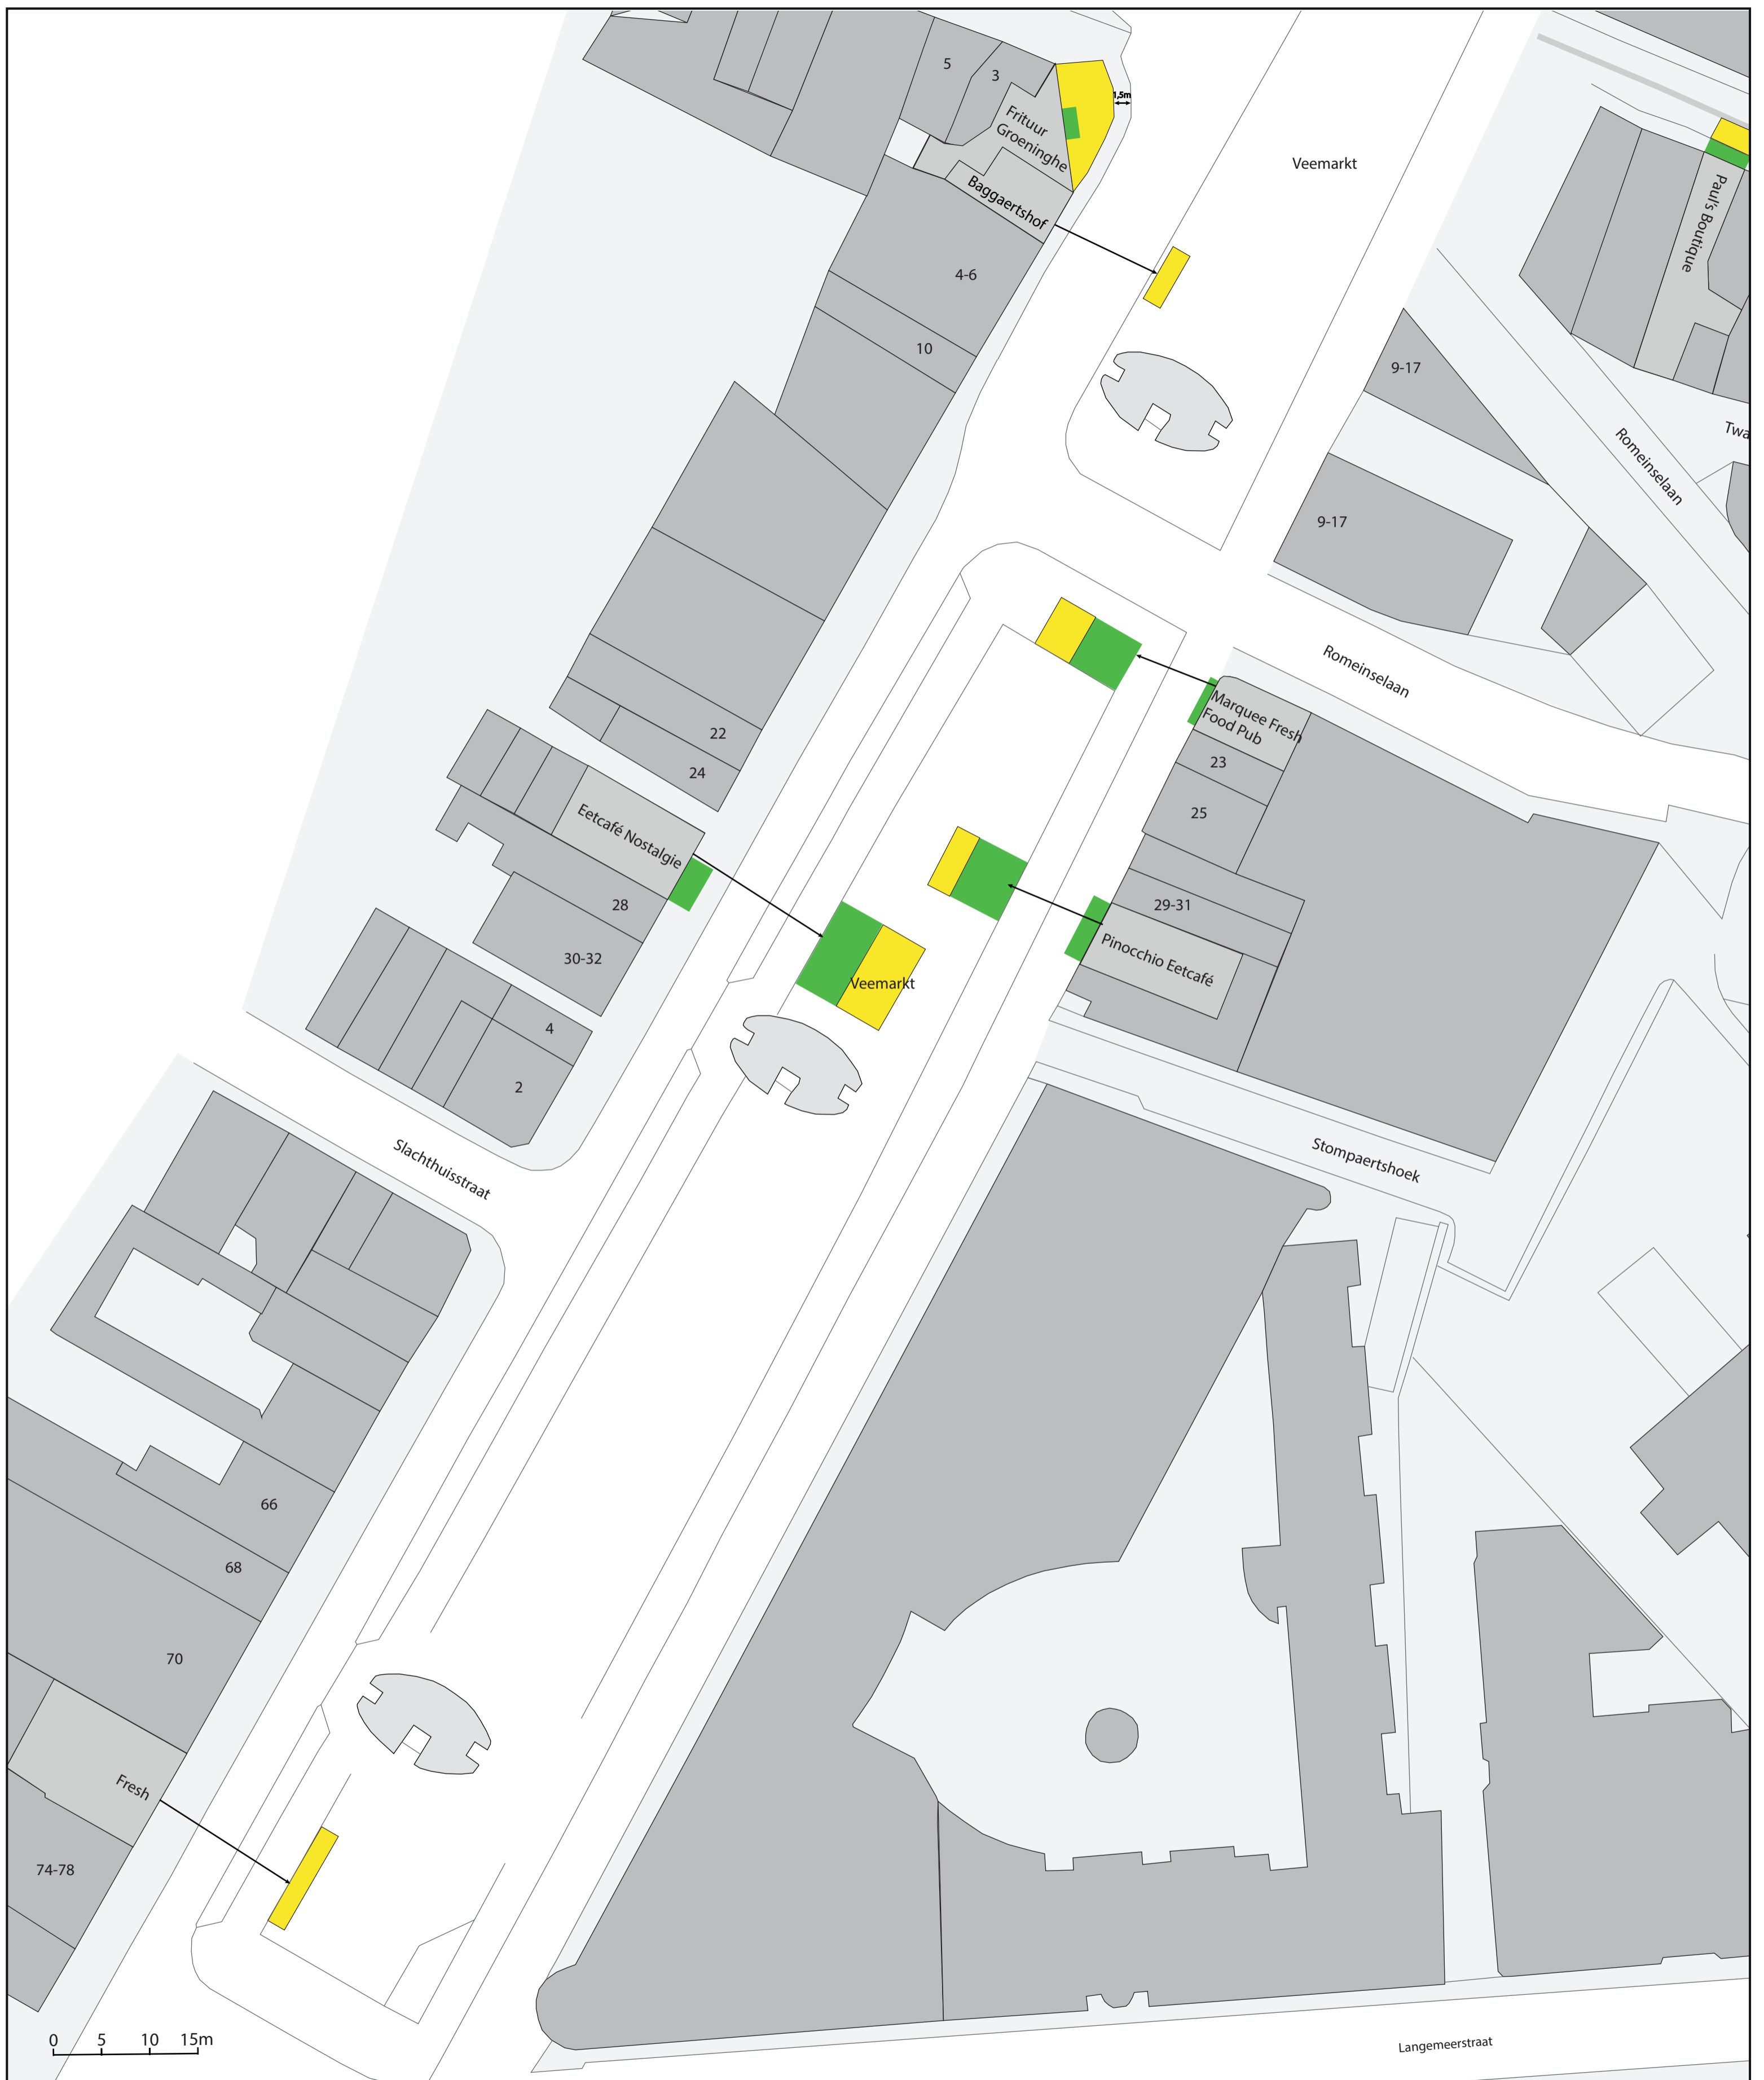 5
3
1,5m
Frituur
Groeninghe
Veemarkt
Baggaertshof
Paul's Boutique
4-6
10
9-17
Romeinselaan
Twa
9-17
Romeinselaan
Marquee Fresh
Food Pub
22
23
24
25
Eetcafé Nostalgie
28
29-31
30-32
Pinocchio Eetcafé
Veemarkt
4
2
Slachthuisstraat
Stompaertshoek
66
68
70
Fresh
74-78
0 5 10 15m
Langemeerstraat